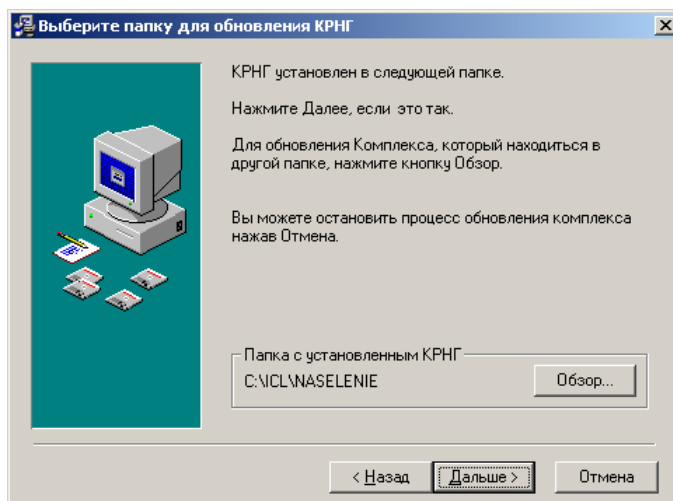 Выберите папку для обновления КРНГ
КРНГ установлен в следующей папке.
Нажмите Далее, если это так.
Для обновления Комплекса, который находиться в
другой папке, нажмите кнопку Обзор.
Вы можете остановить процесс обновления комплекса
нажав Отмена.
Папка с установленным КРНГ
C:\ICL\NASELENIE
Обзор...
< Назад
Дальше >
Отмена